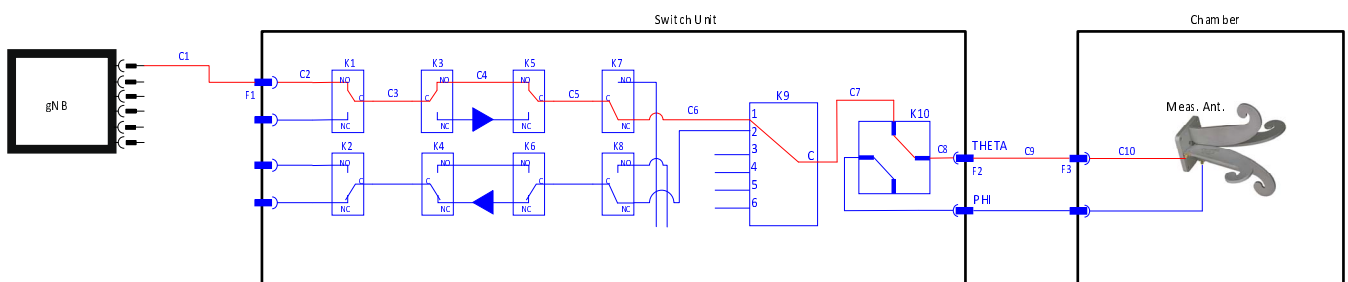 Switch Unit
Chamber
gNB
C1
F1
C2
K1
NO
C
NC
C3
K3
NO
C
NC
C4
K5
NO
C
NC
C5
K7
NO
C
NC
C6
K2
NO
C
NC
K4
NO
C
NC
K6
NO
C
NC
K8
NO
C
NC
K9
1
2
3
4
5
6
C
C7
K10
C8
THETA
F2
PHI
C9
F3
C10
Meas. Ant.